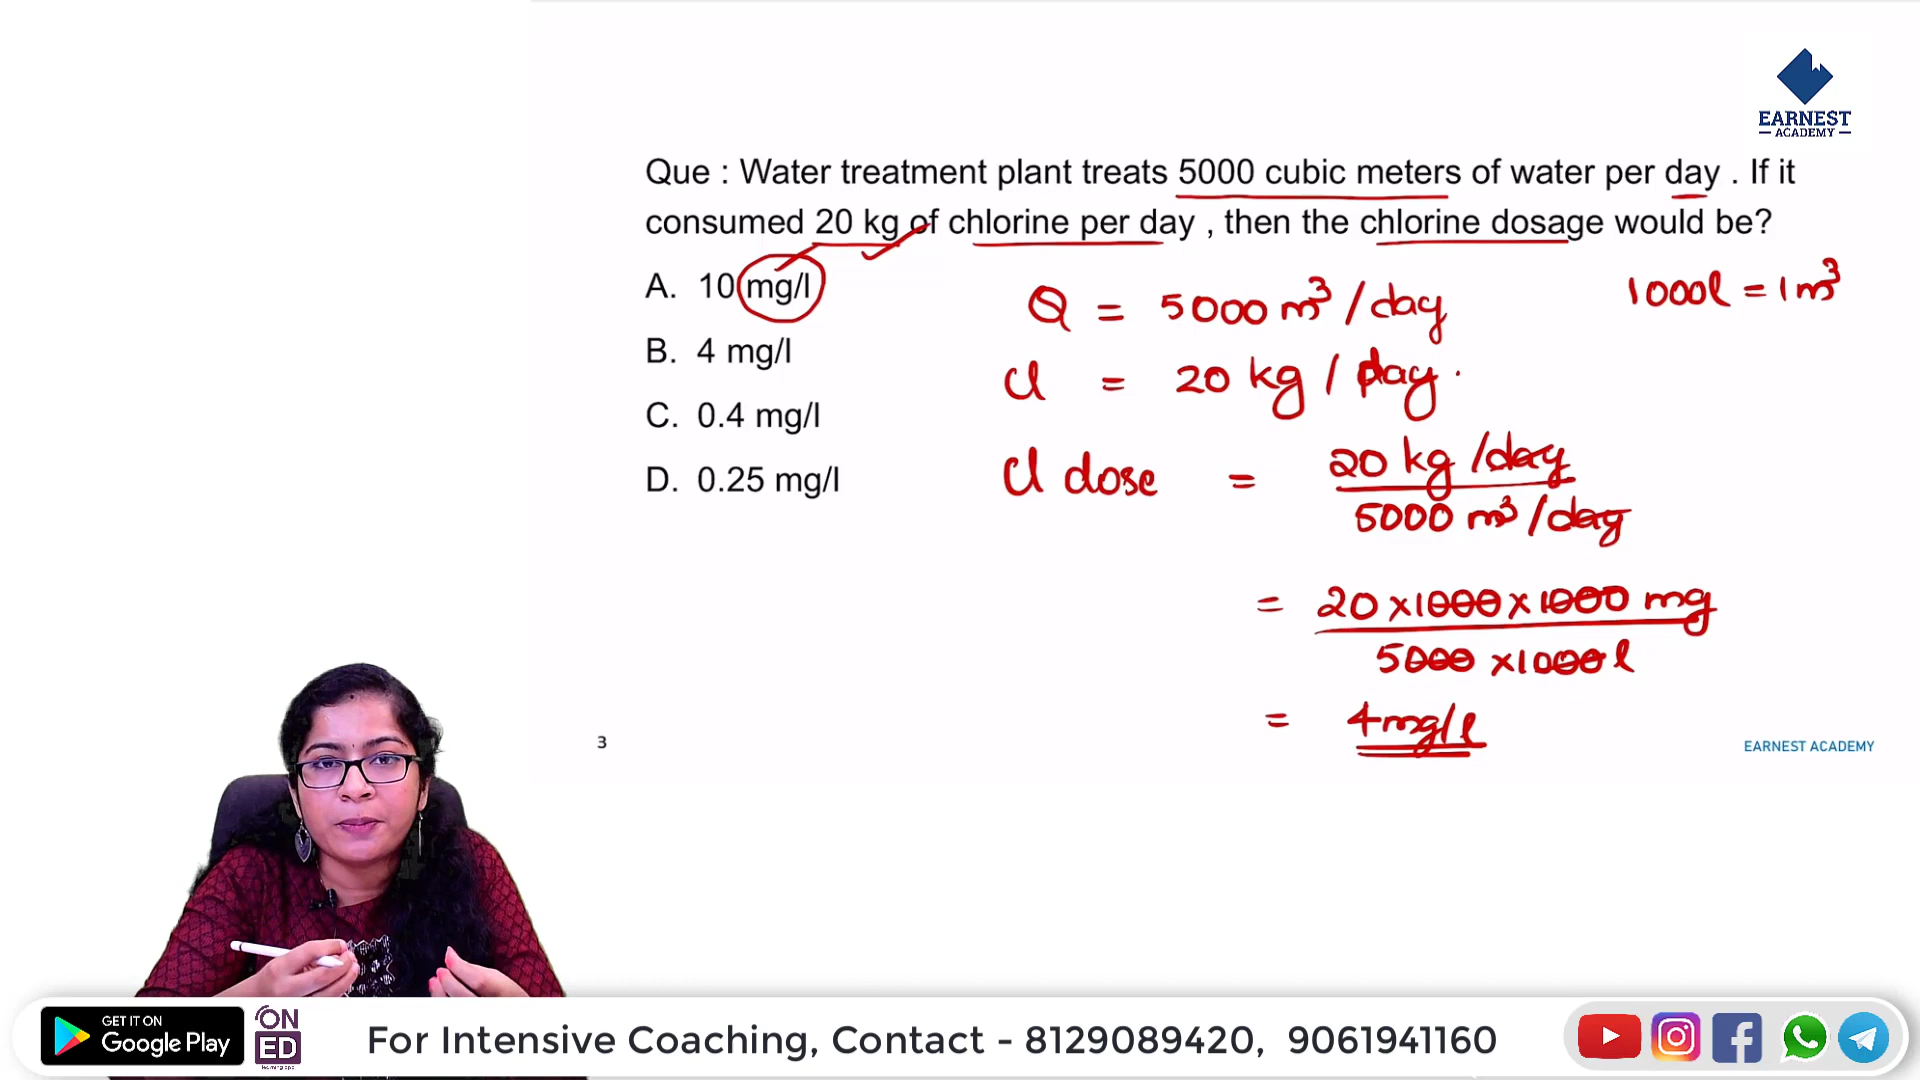 EARNEST
ACADEMY
Que : Water treatment plant treats 5000 cubic meters of water per day . If it
consumed 20 kg of chlorine per day , then the chlorine dosage would be?
A. 10 mg/l
B. 4 mg/l
C. 0.4 mg/l
D. 0.25 mg/l
1000l = 1m³
Q = 5000 m³ / day
Cl = 20 kg / day
Cl dose = 20 kg /day
5000 m³ /day
= 20 x 1000 x 1000 mg
5000 x 1000 l
= 4mg/l
3
EARNEST ACADEMY
GET IT ON
Google Play
ON
ED
learning app
For Intensive Coaching, Contact - 8129089420, 9061941160